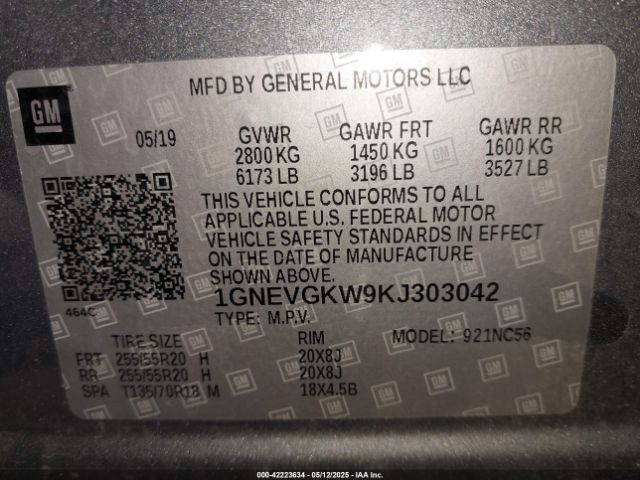 MFD BY GENERAL MOTORS LLC
GM
05/19 GVWR GAWR FRT GAWR RR
2800 KG 1450 KG 1600 KG
6173 LB 3196 LB 3527 LB
THIS VEHICLE CONFORMS TO ALL
APPLICABLE U.S. FEDERAL MOTOR
VEHICLE SAFETY STANDARDS IN EFFECT
ON THE DATE OF MANUFACTURE
SHOWN ABOVE.
1GNEVGKW9KJ303042
464C TYPE: M.P.V.
TIRE SIZE RIM MODEL: 921NC56
FRT 255/55R20 H 20X8J
RR 255/55R20 H 20X8J
SPA T135/70R18 M 18X4.5B
000-42223634 - 05/12/2025 - IAA Inc.